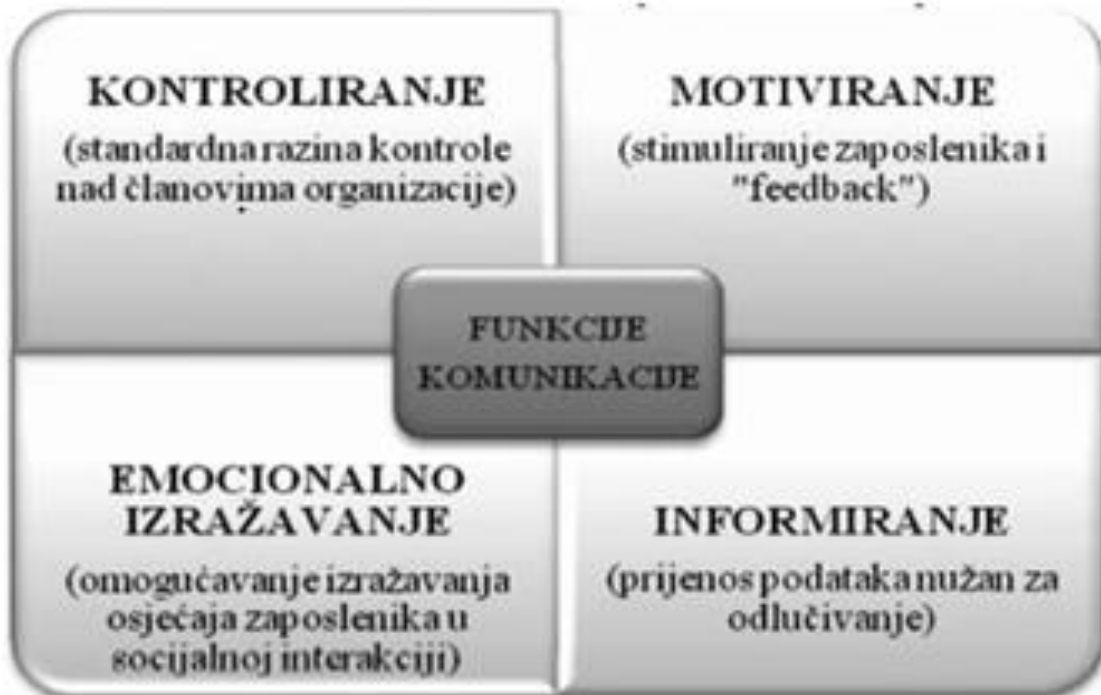 KONTROLIRANJE
(standardna razina kontrole
nad članovima organizacije)
MOTIVIRANJE
(stimuliranje zaposlenika i
"feedback")
FUNKCIJE
KOMUNIKACIJE
EMOCIONALNO
IZRAŽAVANJE
(omogućavanje izražavanja
osjećaja zaposlenika u
socijalnoj interakciji)
INFORMIRANJE
(prijenos podataka nužan za
odlučivanje)